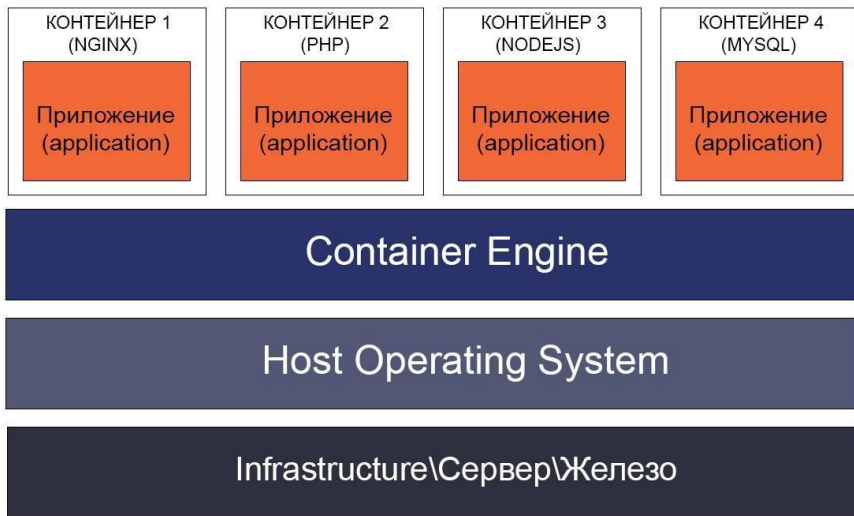 КОНТЕЙНЕР 1
(NGINX)
Приложение
(application)
КОНТЕЙНЕР 2
(PHP)
Приложение
(application)
КОНТЕЙНЕР 3
(NODEJS)
Приложение
(application)
КОНТЕЙНЕР 4
(MYSQL)
Приложение
(application)
Container Engine
Host Operating System
Infrastructure\Сервер\Железо